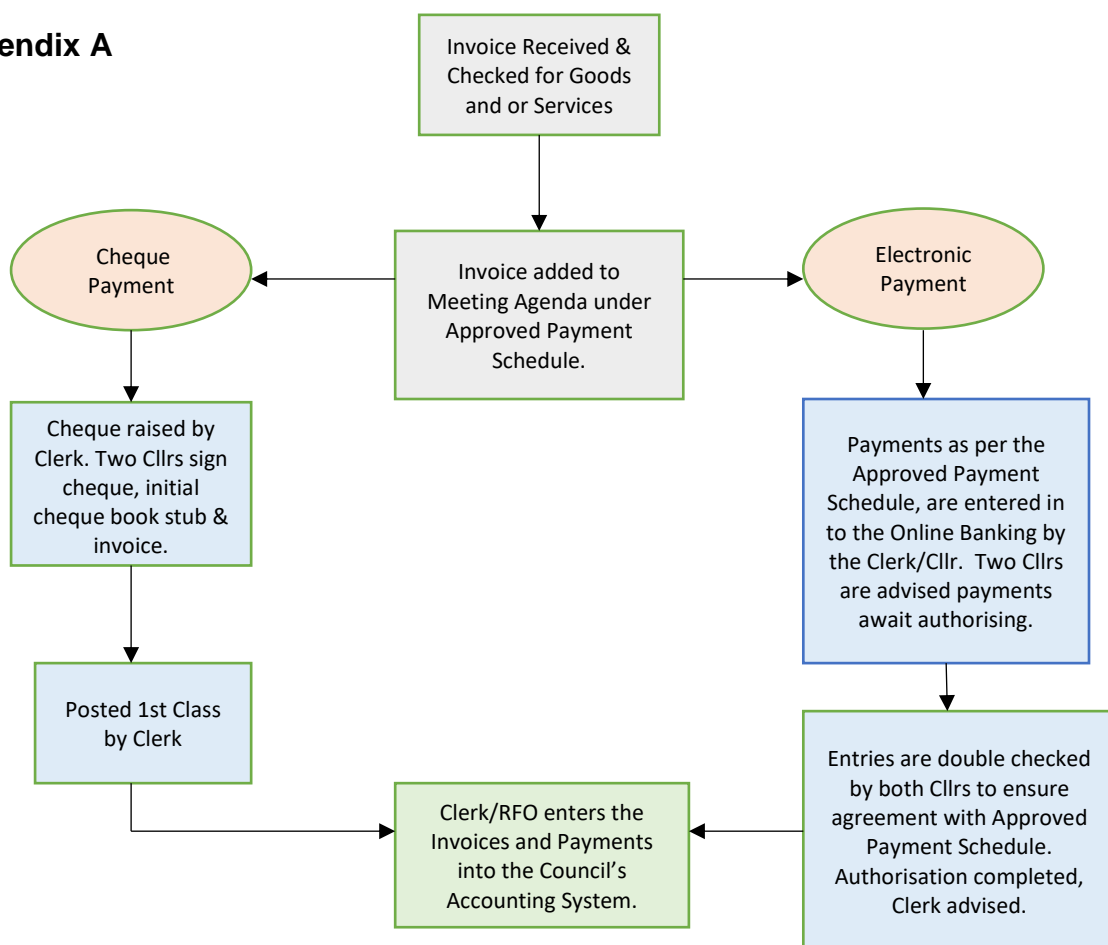 endix A
Invoice Received &
Checked for Goods
and or Services
Cheque
Payment
Invoice added to
Meeting Agenda under
Approved Payment
Schedule.
Electronic
Payment
Cheque raised by
Clerk. Two Cllrs sign
cheque, initial
cheque book stub &
invoice.
Payments as per the
Approved Payment
Schedule, are entered in
to the Online Banking by
the Clerk/Cllr.  Two Cllrs
are advised payments
await authorising.
Posted 1st Class
by Clerk
Clerk/RFO enters the
Invoices and Payments
into the Council’s
Accounting System.
Entries are double checked
by both Cllrs to ensure
agreement with Approved
Payment Schedule.
Authorisation completed,
Clerk advised.